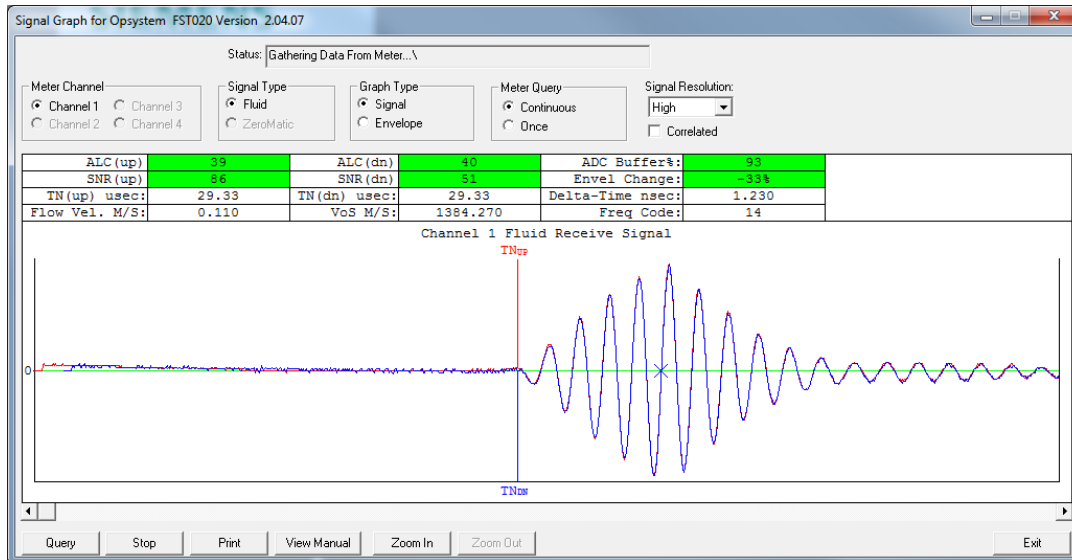 Signal Graph for Opsystem FST020 Version 2.04.07
Status: Gathering Data From Meter...\
Meter Channel
Channel 1 Channel 3
Channel 2 Channel 4
Signal Type
Fluid
ZeroMatic
Graph Type
Signal
Envelope
Meter Query
Continuous
Once
Signal Resolution:
High
Correlated
ALC(up) 39 ALC(dn) 40 ADC Buffer%: 93
SNR(up) 86 SNR(dn) 51 Envel Change: -33%
TN(up) usec: 29.33 TN(dn) usec: 29.33 Delta-Time nsec: 1.230
Flow Vel. M/S: 0.110 VoS M/S: 1384.270 Freq Code: 14
Channel 1 Fluid Receive Signal
TNUP
0
TNDN
Query Stop Print View Manual Zoom In Zoom Out Exit